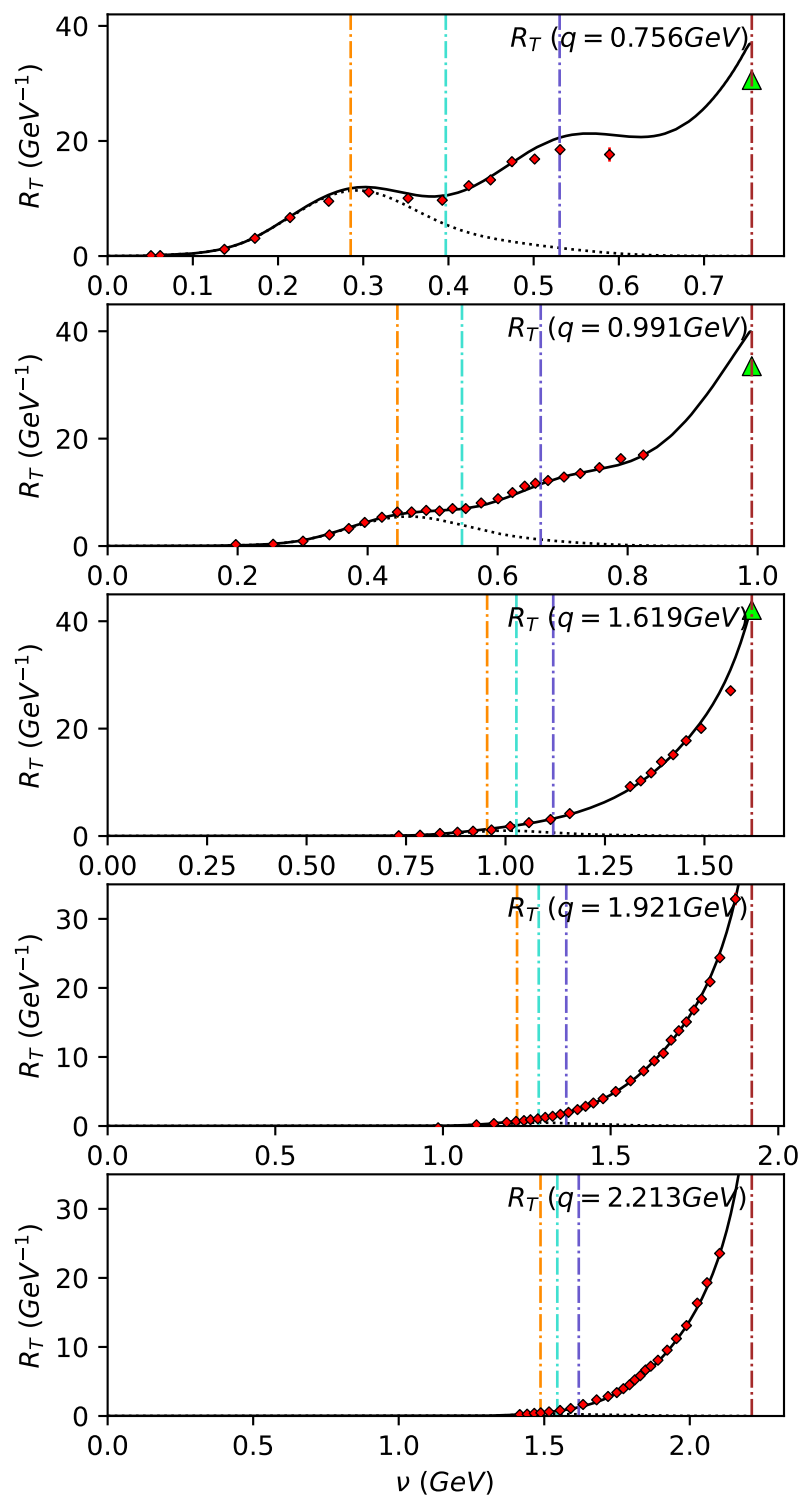 R_T (q = 0.756GeV)
R_T (GeV⁻¹)
40
20
0
0.0 0.1 0.2 0.3 0.4 0.5 0.6 0.7
R_T (q = 0.991GeV)
R_T (GeV⁻¹)
40
20
0
0.0 0.2 0.4 0.6 0.8 1.0
R_T (q = 1.619GeV)
R_T (GeV⁻¹)
40
20
0
0.00 0.25 0.50 0.75 1.00 1.25 1.50
R_T (q = 1.921GeV)
R_T (GeV⁻¹)
30
20
10
0
0.0 0.5 1.0 1.5 2.0
R_T (q = 2.213GeV)
R_T (GeV⁻¹)
30
20
10
0
0.0 0.5 1.0 1.5 2.0
ν (GeV)